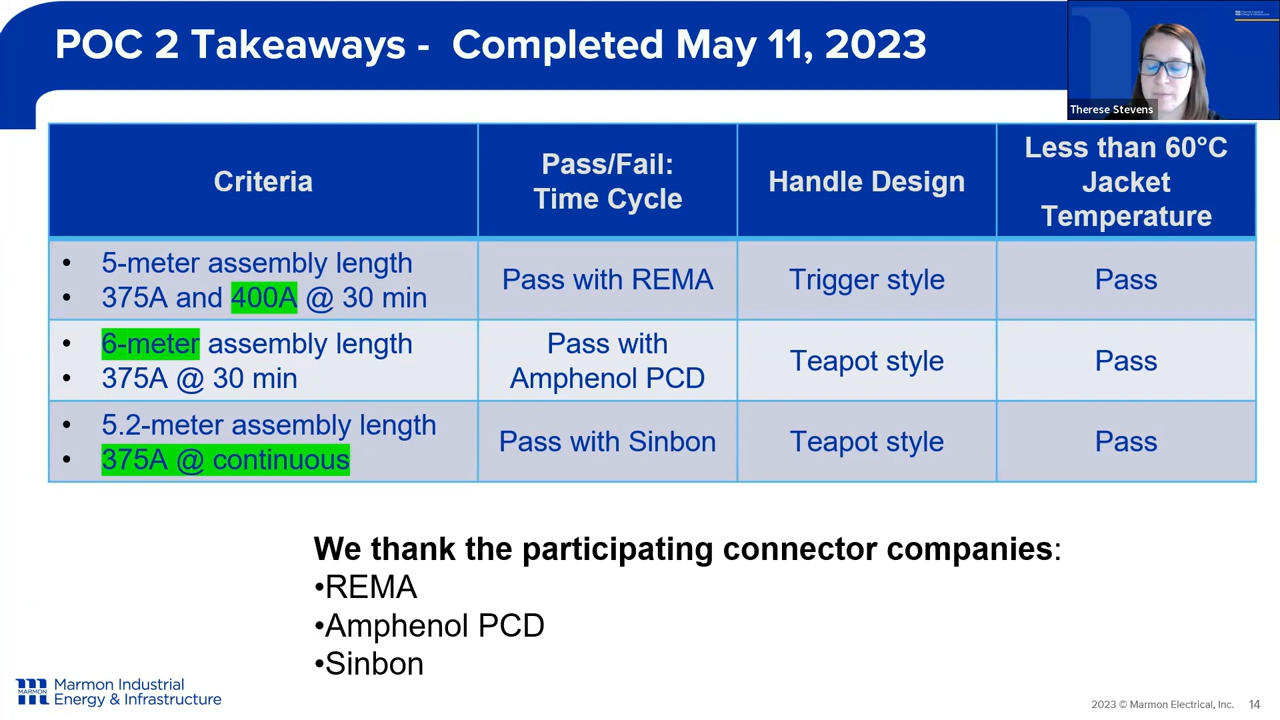 POC 2 Takeaways - Completed May 11, 2023
Therese Stevens
Criteria
Pass/Fail:
Time Cycle
Handle Design
Less than 60°C
Jacket
Temperature
• 5-meter assembly length
• 375A and 400A @ 30 min
Pass with REMA
Trigger style
Pass
• 6-meter assembly length
• 375A @ 30 min
Pass with
Amphenol PCD
Teapot style
Pass
• 5.2-meter assembly length
• 375A @ continuous
Pass with Sinbon
Teapot style
Pass
We thank the participating connector companies:
•REMA
•Amphenol PCD
•Sinbon
MARMON
Marmon Industrial
Energy & Infrastructure
2023 © Marmon Electrical, Inc. 14